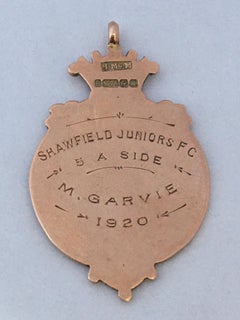 SHAWFIELD JUNIORS F.C
5 A SIDE
M. GARVIE
1920